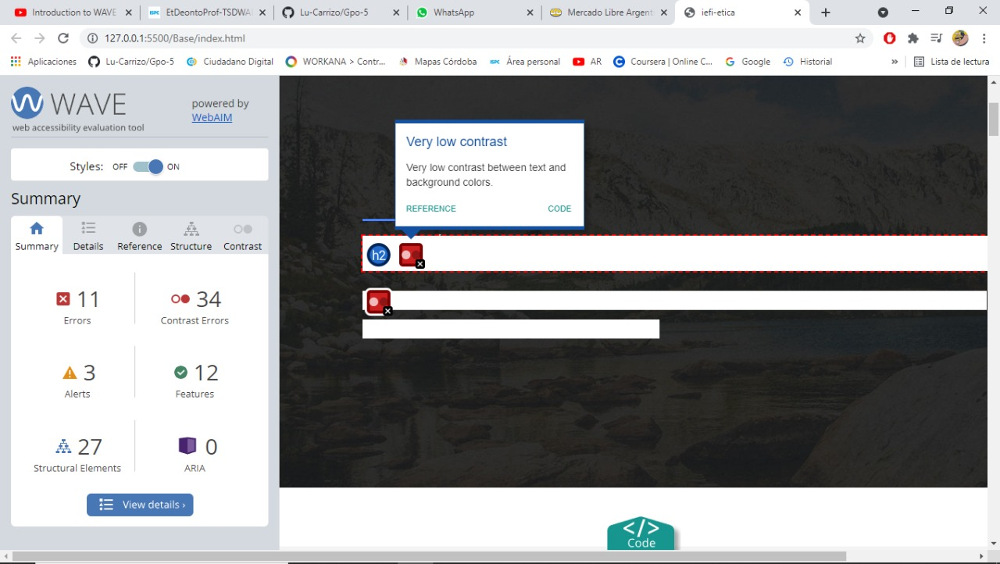 Introduction to WAVE
EtDeontoProf-TSDWA
Lu-Carrizo/Gpo-5
WhatsApp
Mercado Libre Argenti
iefi-etica
127.0.0.1:5500/Base/index.html
Aplicaciones
Lu-Carrizo/Gpo-5
Ciudadano Digital
WORKANA > Contr...
Mapas Córdoba
Área personal
AR
Coursera | Online C...
Google
Historial
»
Lista de lectura
WAVE
web accessibility evaluation tool
powered by
WebAIM
Styles: OFF ON
Summary
Summary Details Reference Structure Contrast
11
Errors
34
Contrast Errors
3
Alerts
12
Features
27
Structural Elements
0
ARIA
View details ›
Very low contrast
Very low contrast between text and
background colors.
REFERENCE CODE
h2
</>
Code